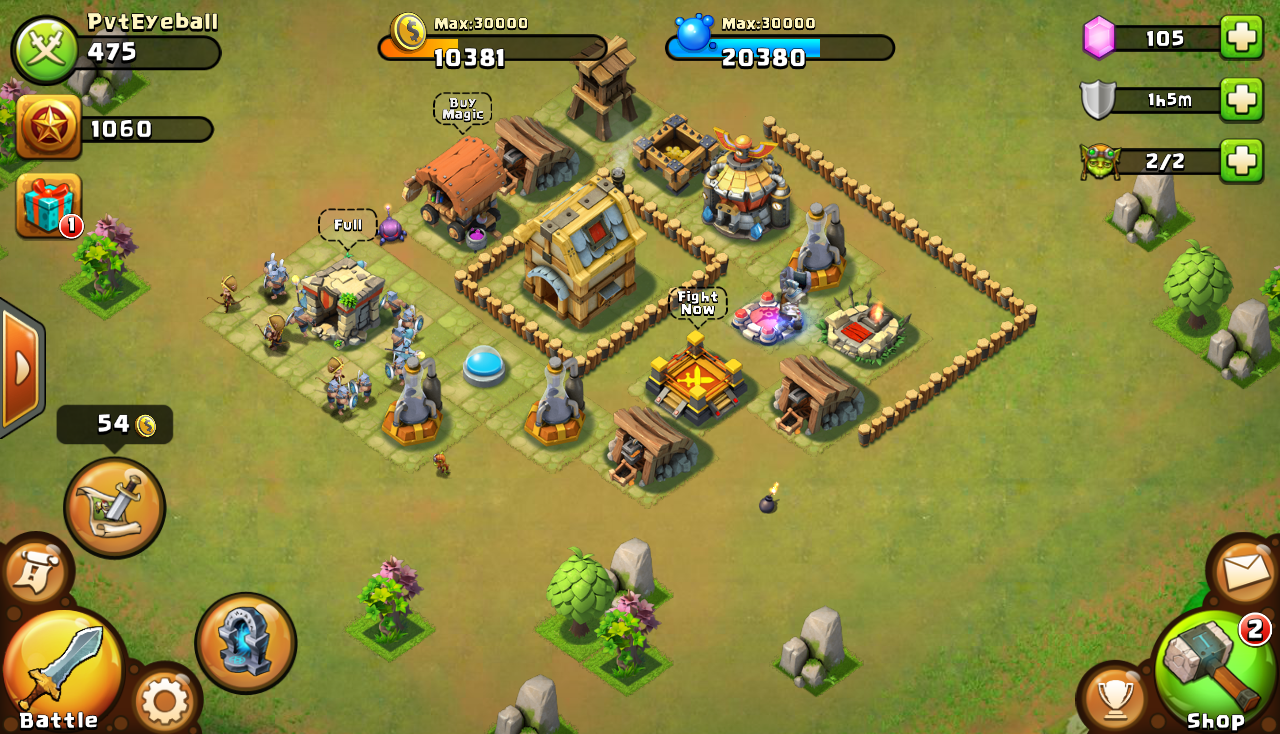 PvtEyeball
475
Max:30000
10381
Max:30000
20380
105
1060
1h5m
2/2
1
Buy
Magic
Full
Fight
Now
54
2
Battle
Shop